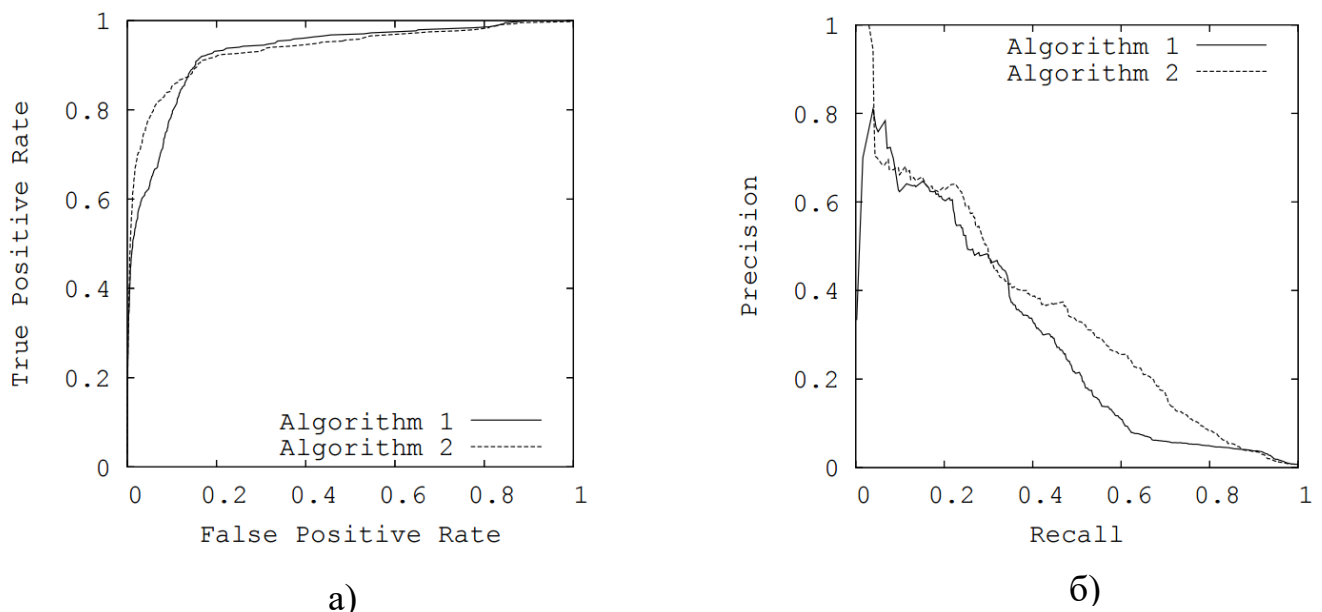 1
0.8
0.6
0.4
0.2
0
True Positive Rate
Algorithm 1
Algorithm 2
0 0.2 0.4 0.6 0.8 1
False Positive Rate
а)
1
0.8
0.6
0.4
0.2
0
Precision
Algorithm 1
Algorithm 2
0 0.2 0.4 0.6 0.8 1
Recall
б)